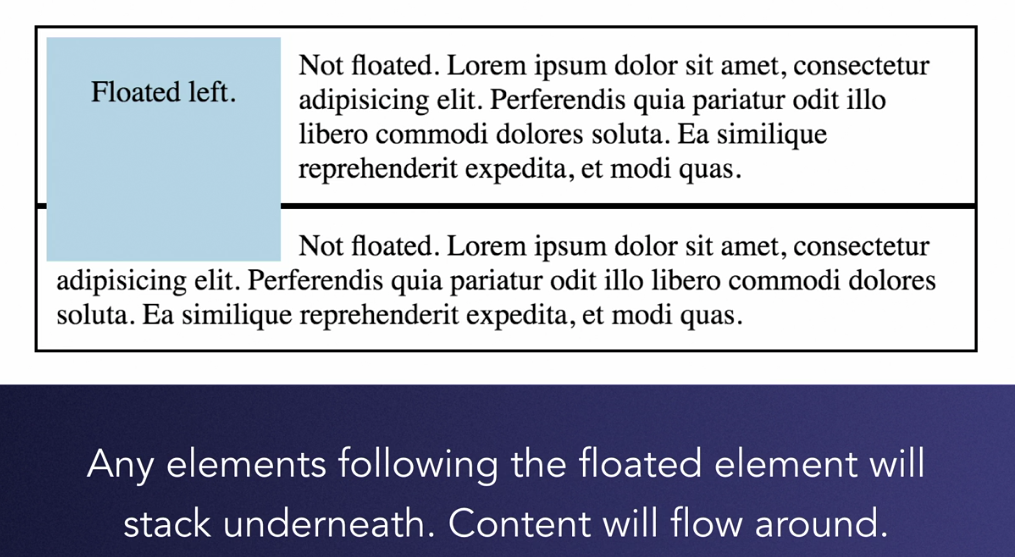 Floated left.
Not floated. Lorem ipsum dolor sit amet, consectetur
adipisicing elit. Perferendis quia pariatur odit illo
libero commodi dolores soluta. Ea similique
reprehenderit expedita, et modi quas.
Not floated. Lorem ipsum dolor sit amet, consectetur
adipisicing elit. Perferendis quia pariatur odit illo libero commodi dolores
soluta. Ea similique reprehenderit expedita, et modi quas.
Any elements following the floated element will
stack underneath. Content will flow around.